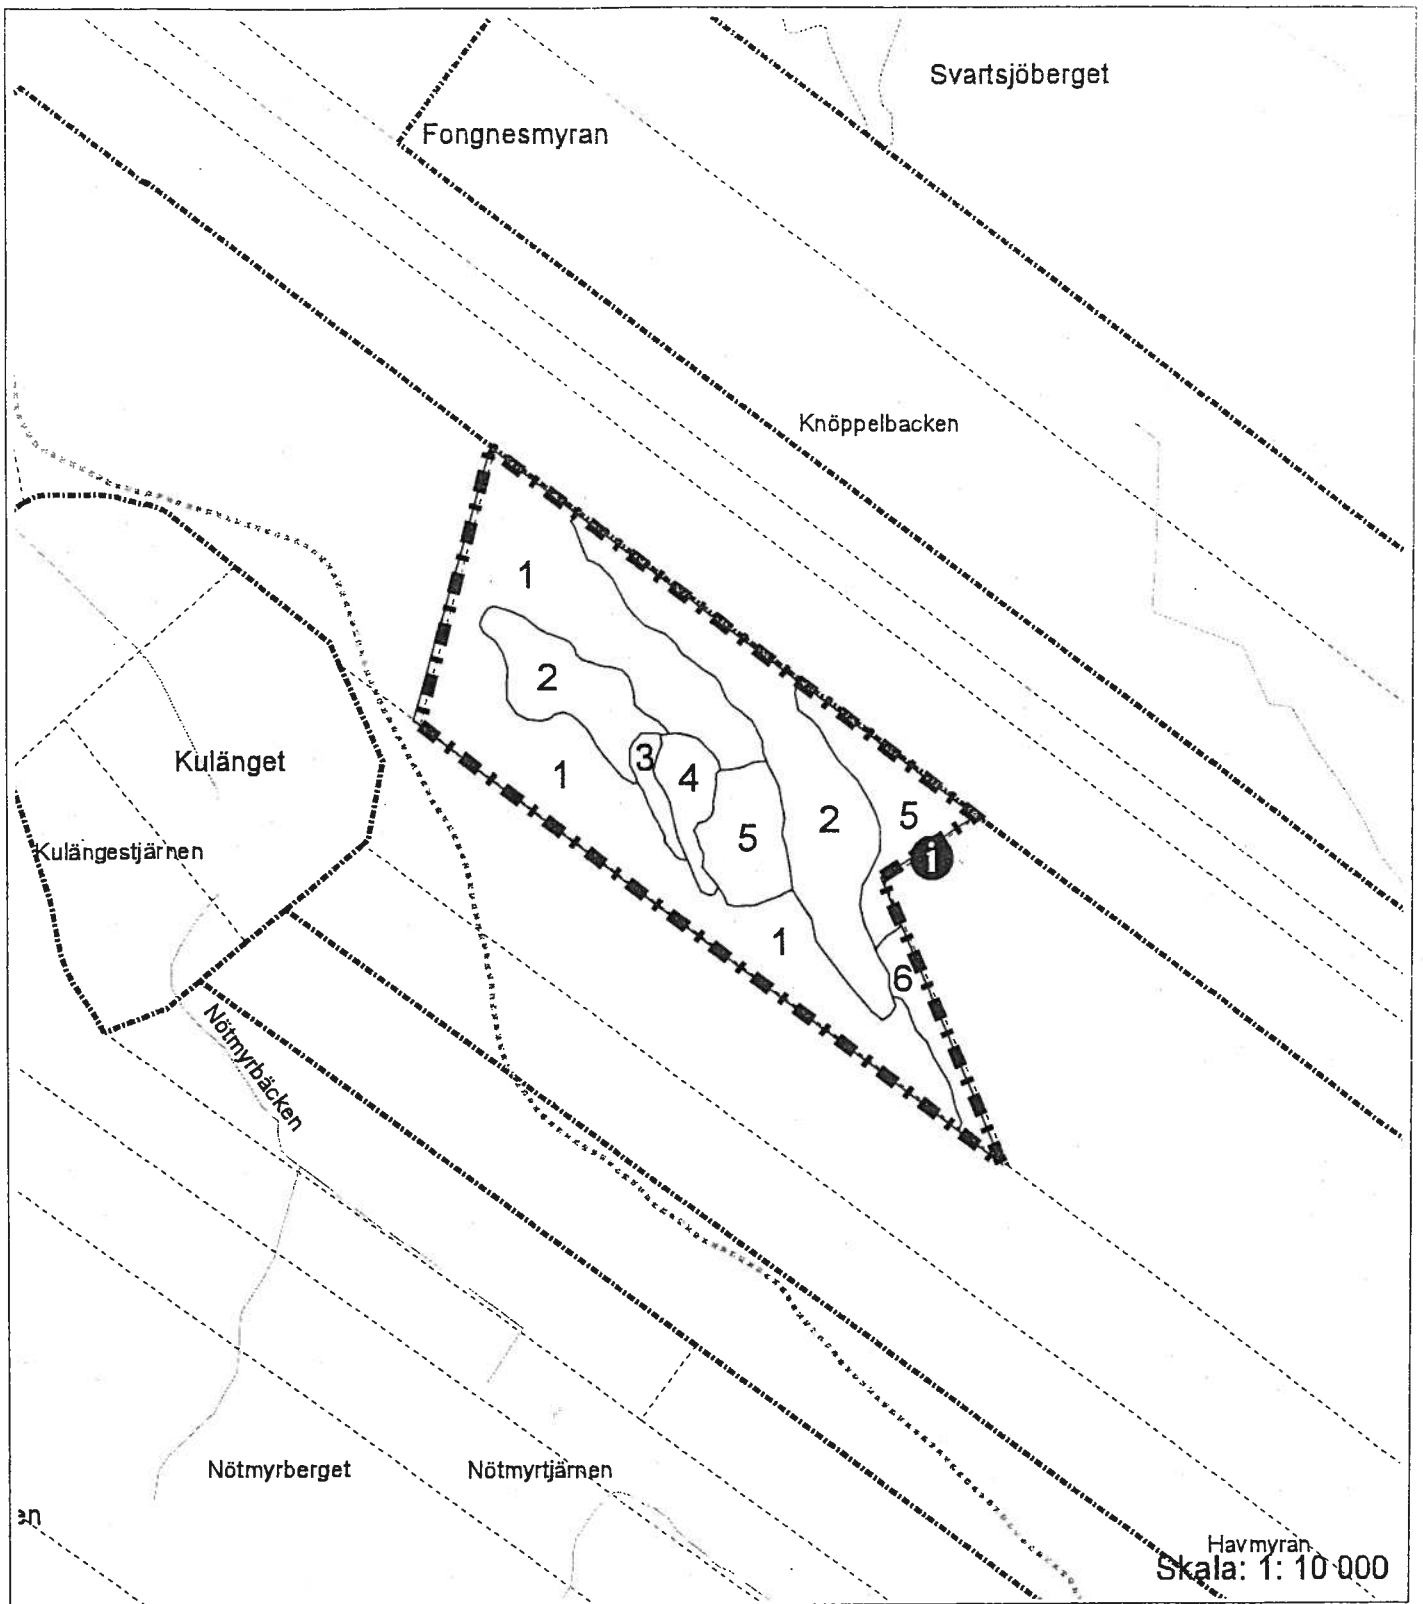 Svartsjöberget
Fongnesmyran
Knöppelbacken
1
2
3
4
1
5
2
5
i
1
6
Kulänget
Kulängestjärnen
Nötmyrbäcken
Nötmyrberget
Nötmyrtjärnen
en
Havmyran
Skala: 1: 10 000